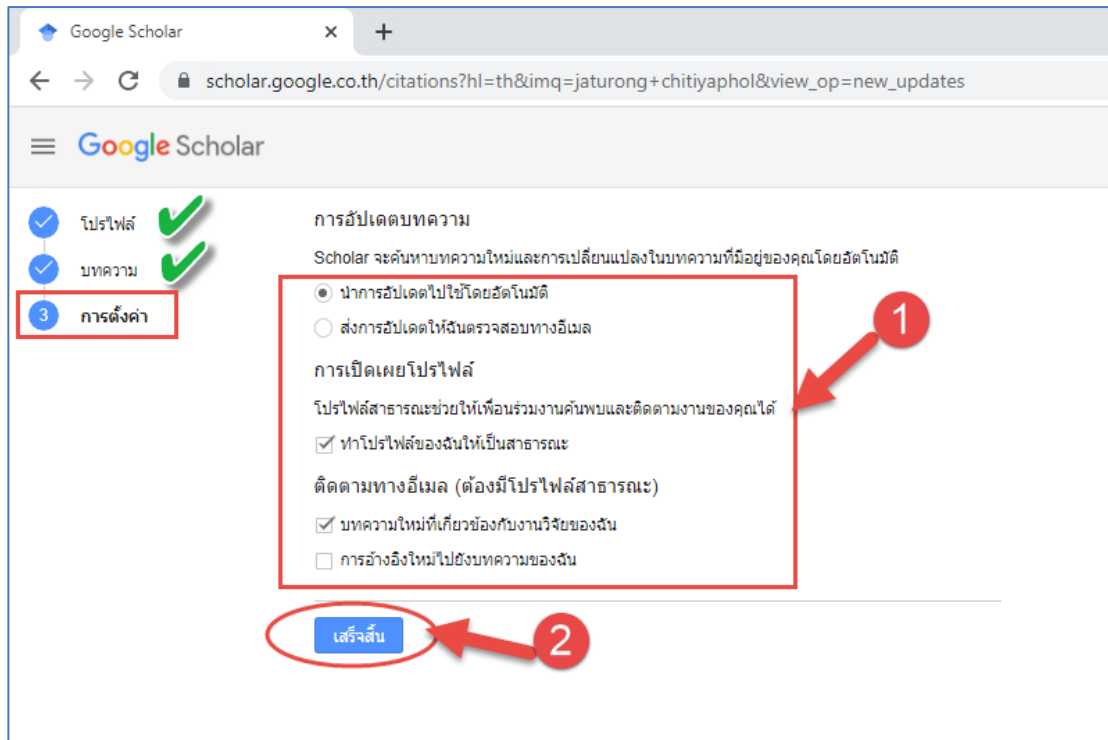 Google Scholar
scholar.google.co.th/citations?hl=th&imq=jaturong+chitiyaphol&view_op=new_updates
Google Scholar
โปรไฟล์
บทความ
3 การตั้งค่า
การอัปเดตบทความ
Scholar จะค้นหาบทความใหม่และการเปลี่ยนแปลงในบทความที่มีอยู่ของคุณโดยอัตโนมัติ
นำการอัปเดตไปใช้โดยอัตโนมัติ
ส่งการอัปเดตให้ฉันตรวจสอบทางอีเมล
1
การเปิดเผยโปรไฟล์
โปรไฟล์สาธารณะช่วยให้เพื่อนร่วมงานค้นพบและติดตามงานของคุณได้
ทำโปรไฟล์ของฉันให้เป็นสาธารณะ
ติดตามทางอีเมล (ต้องมีโปรไฟล์สาธารณะ)
บทความใหม่ที่เกี่ยวข้องกับงานวิจัยของฉัน
การอ้างอิงใหม่ไปยังบทความของฉัน
เสร็จสิ้น
2